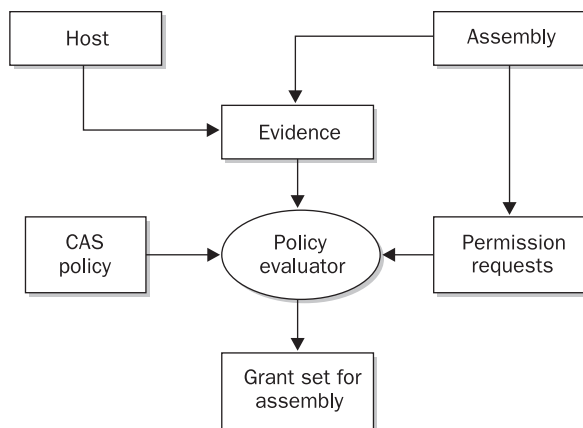 Host
Assembly
Evidence
CAS
policy
Policy
evaluator
Permission
requests
Grant set for
assembly